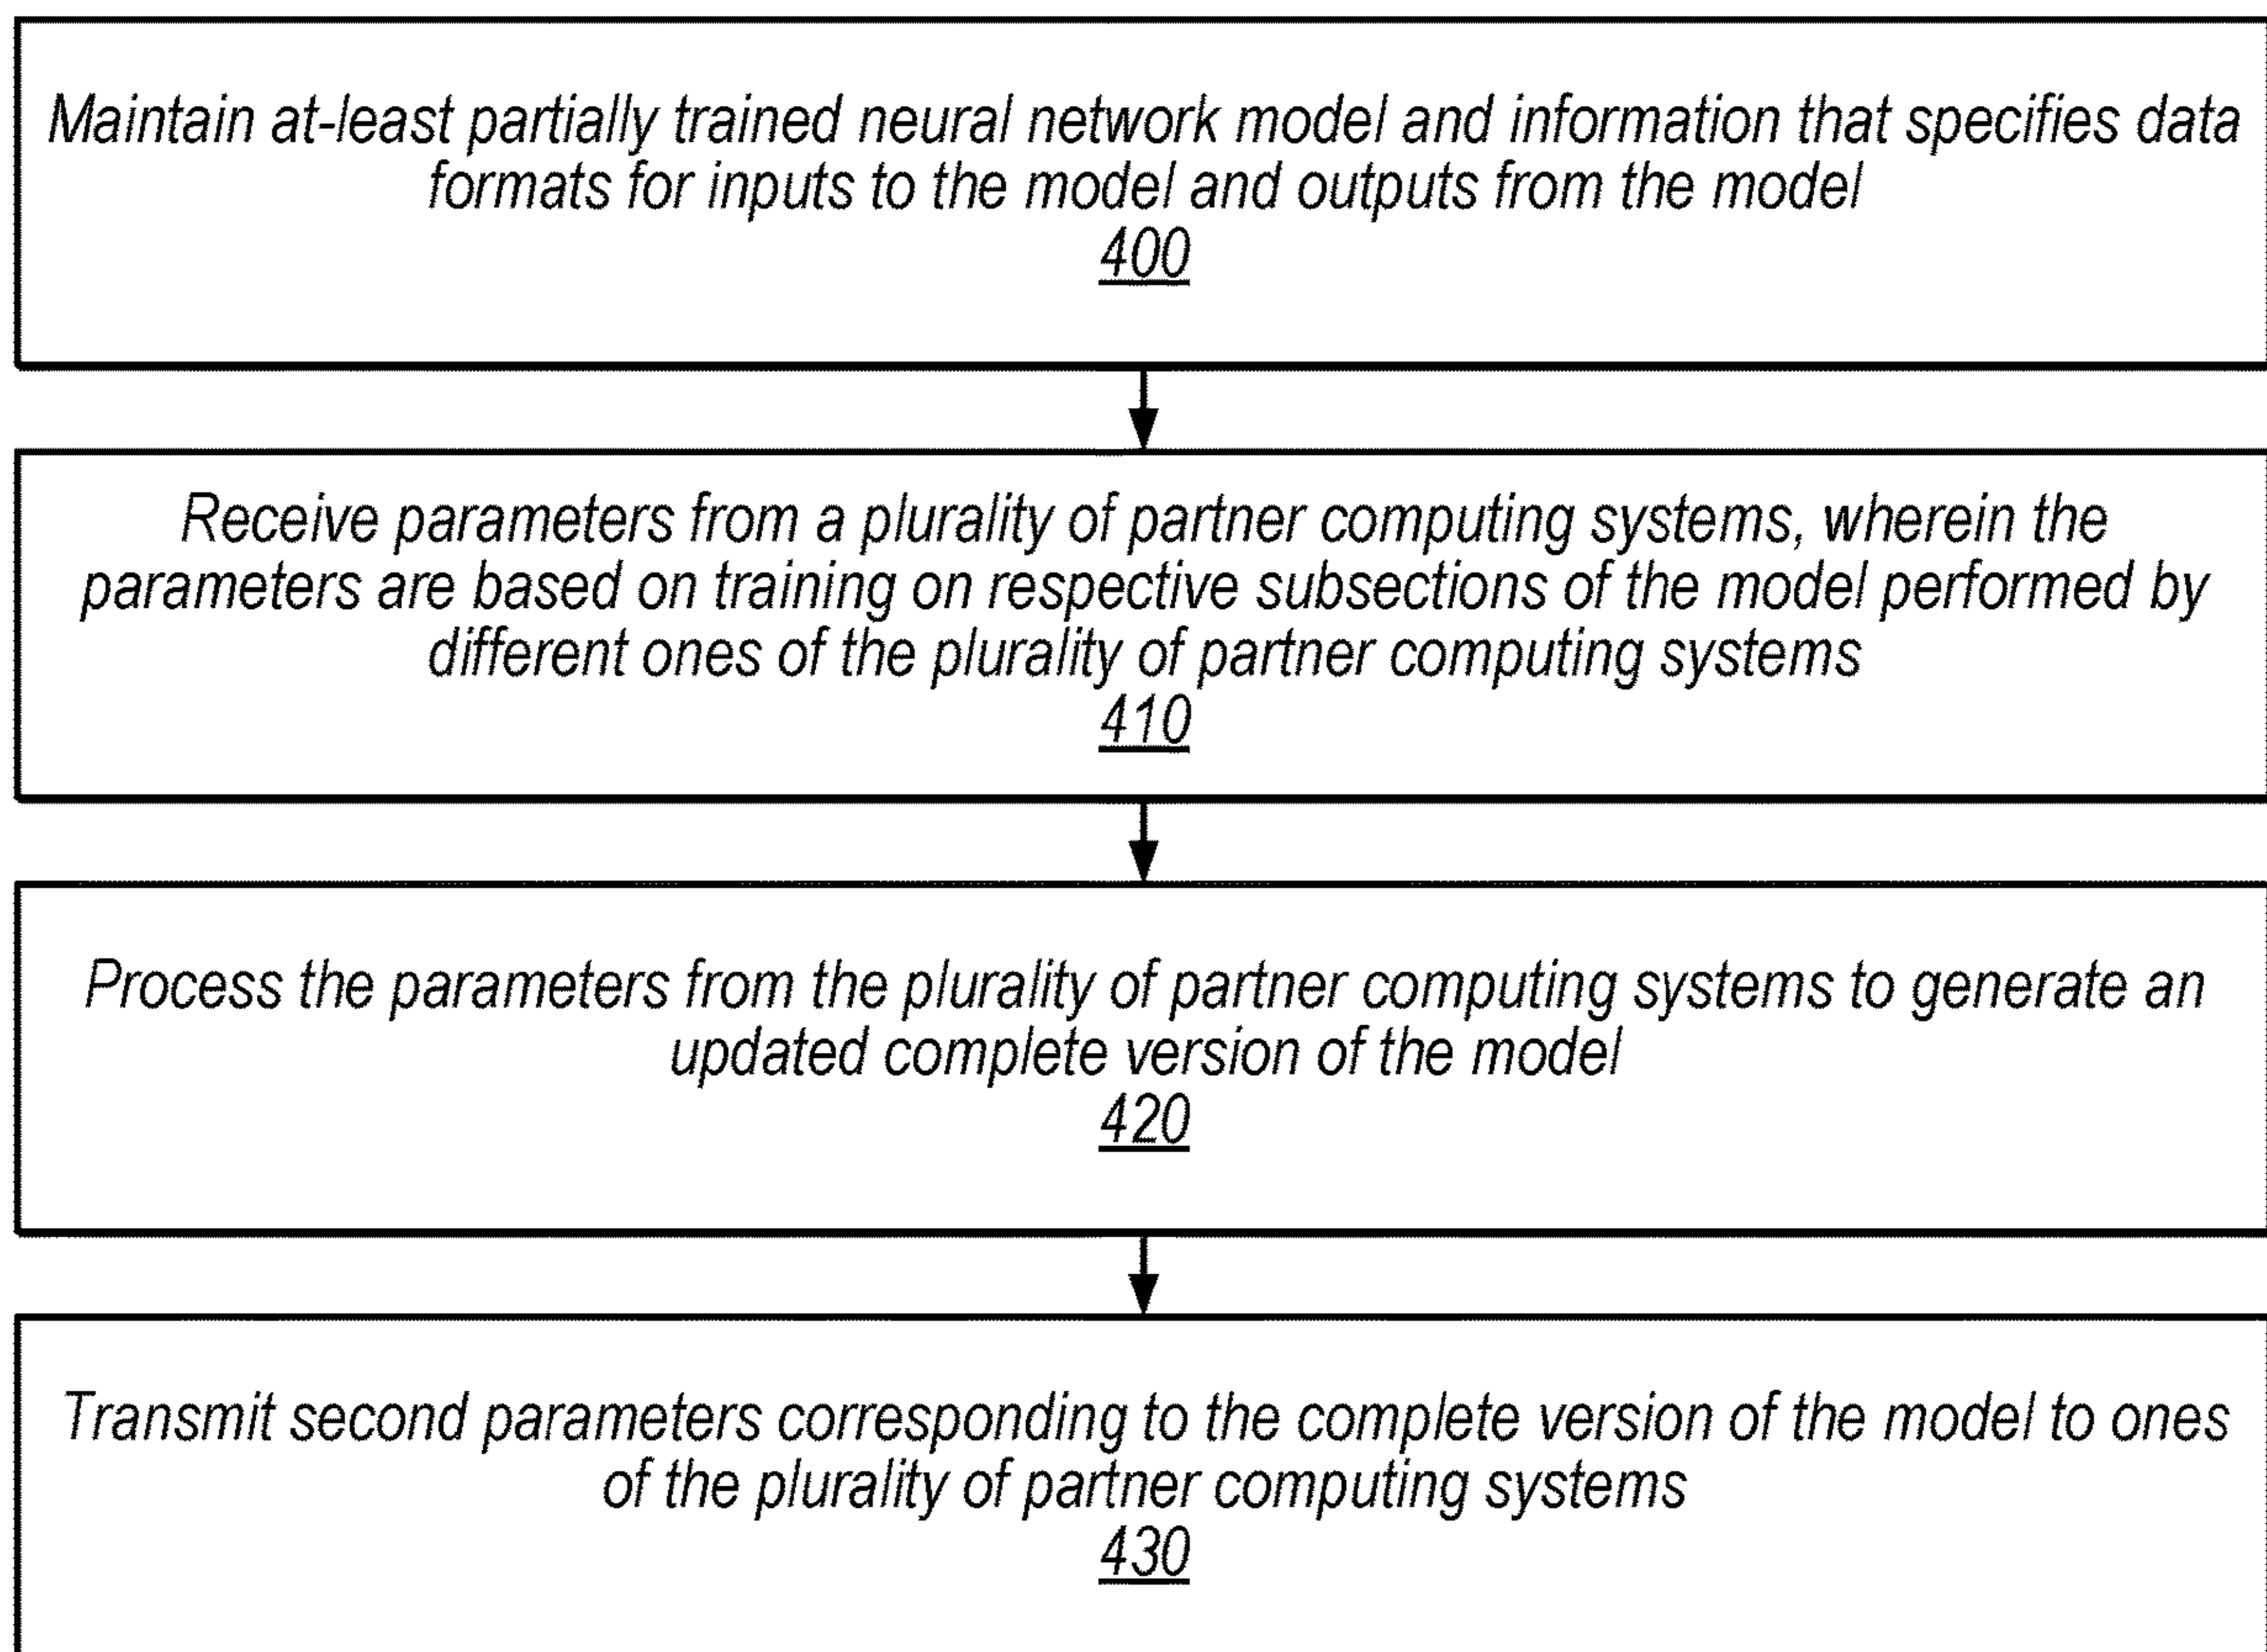 Maintain at-least partially trained neural network model and information that specifies data
formats for inputs to the model and outputs from the model
400
Receive parameters from a plurality of partner computing systems, wherein the
parameters are based on training on respective subsections of the model performed by
different ones of the plurality of partner computing systems
410
Process the parameters from the plurality of partner computing systems to generate an
updated complete version of the model
420
Transmit second parameters corresponding to the complete version of the model to ones
of the plurality of partner computing systems
430